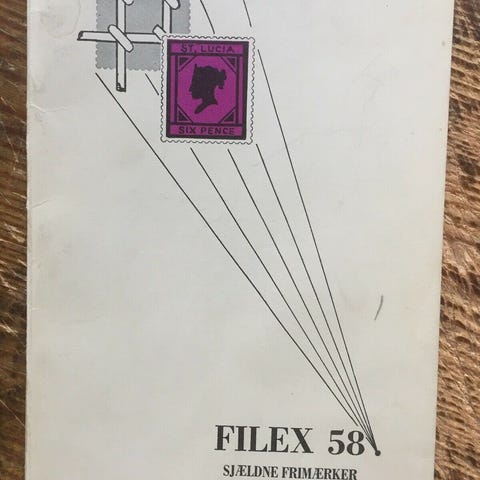 ST. LUCIA
SIX PENCE
FILEX 58
SJÆLDNE FRIMÆRKER